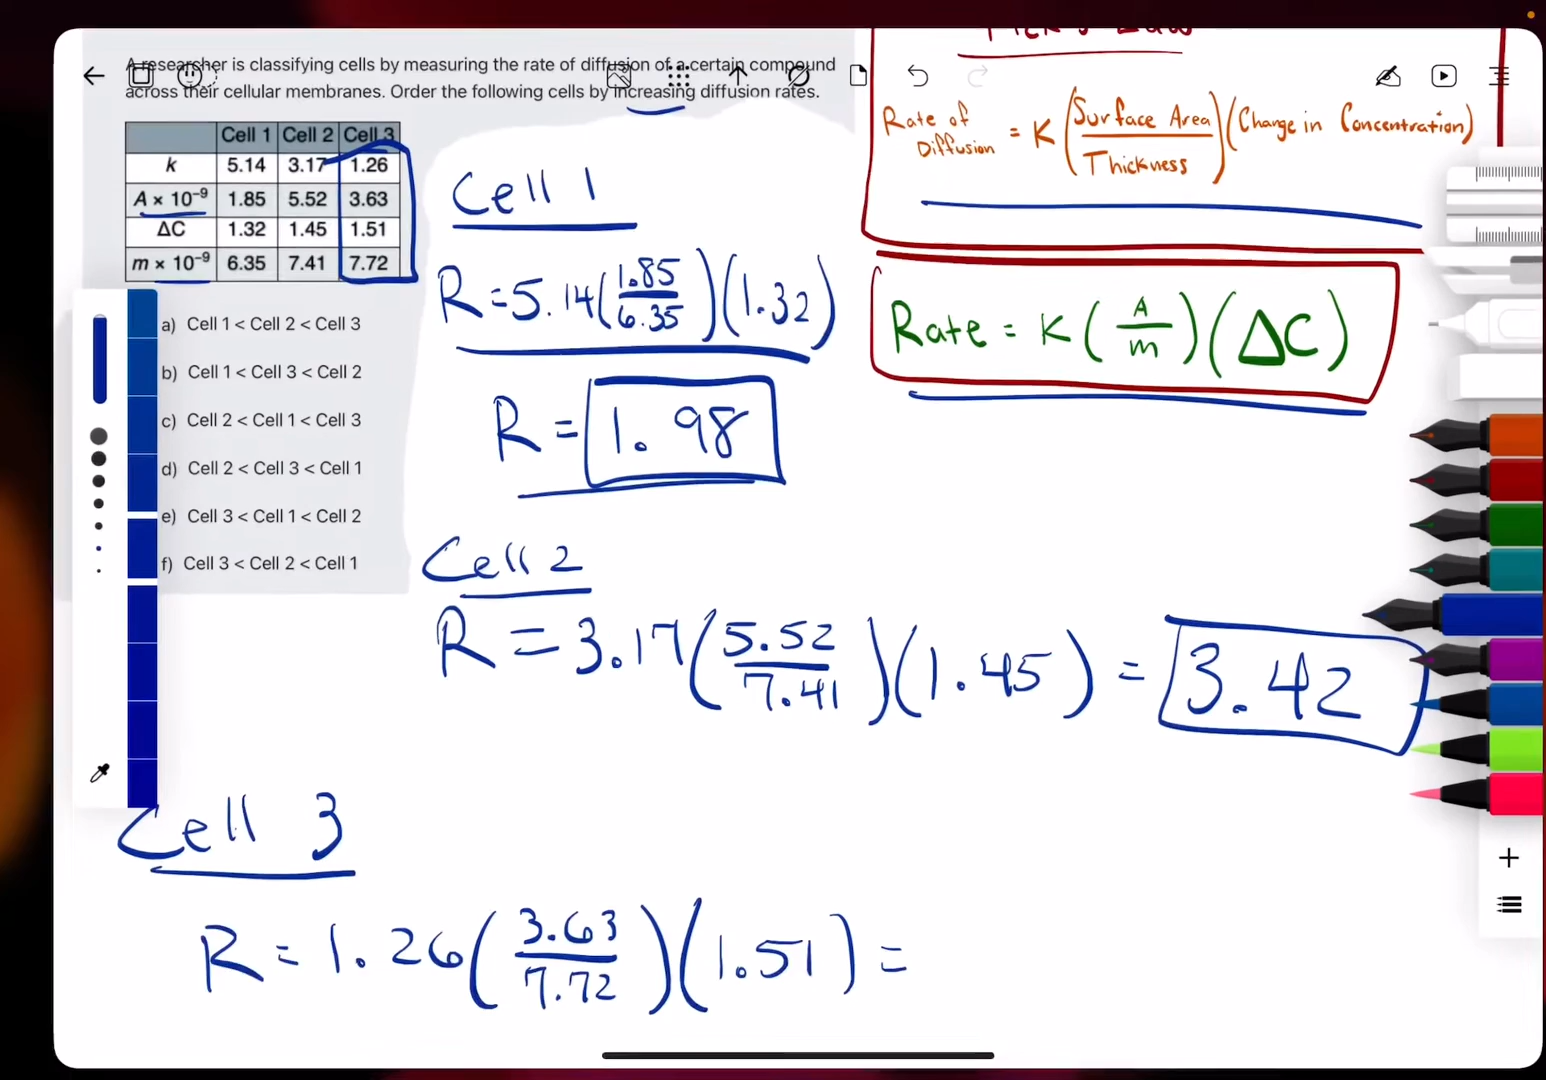 A researcher is classifying cells by measuring the rate of diffusion of a certain compound
across their cellular membranes. Order the following cells by increasing diffusion rates.
Cell 1 Cell 2 Cell 3
k 5.14 3.17 1.26
A × 10⁻⁹ 1.85 5.52 3.63
ΔC 1.32 1.45 1.51
m × 10⁻⁹ 6.35 7.41 7.72
a) Cell 1 < Cell 2 < Cell 3
b) Cell 1 < Cell 3 < Cell 2
c) Cell 2 < Cell 1 < Cell 3
d) Cell 2 < Cell 3 < Cell 1
e) Cell 3 < Cell 1 < Cell 2
f) Cell 3 < Cell 2 < Cell 1
Rate of Diffusion = K (Surface Area / Thickness) (Change in Concentration)
Rate = K (A/m) (ΔC)
Cell 1
R = 5.14 (1.85/6.35) (1.32)
R = 1.98
Cell 2
R = 3.17 (5.52/7.41) (1.45) = 3.42
Cell 3
R = 1.26 (3.63/7.72) (1.51) =